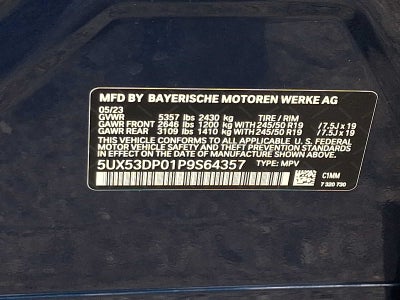 MFD BY BAYERISCHE MOTOREN WERKE AG
05/23
GVWR 5357 lbs 2430 kg TIRE / RIM
GAWR FRONT 2646 lbs 1200 kg WITH 245/50 R19 / 7.5J x 19
GAWR REAR 3109 lbs 1410 kg WITH 245/50 R19 / 7.5J x 19
THIS VEHICLE CONFORMS TO ALL APPLICABLE U.S. FEDERAL
MOTOR VEHICLE SAFETY AND THEFT PREVENTION STANDARDS
IN EFFECT ON THE DATE OF MANUFACTURE SHOWN ABOVE.
5UX53DP01P9S64357 TYPE: MPV
C1MM
7 320 730